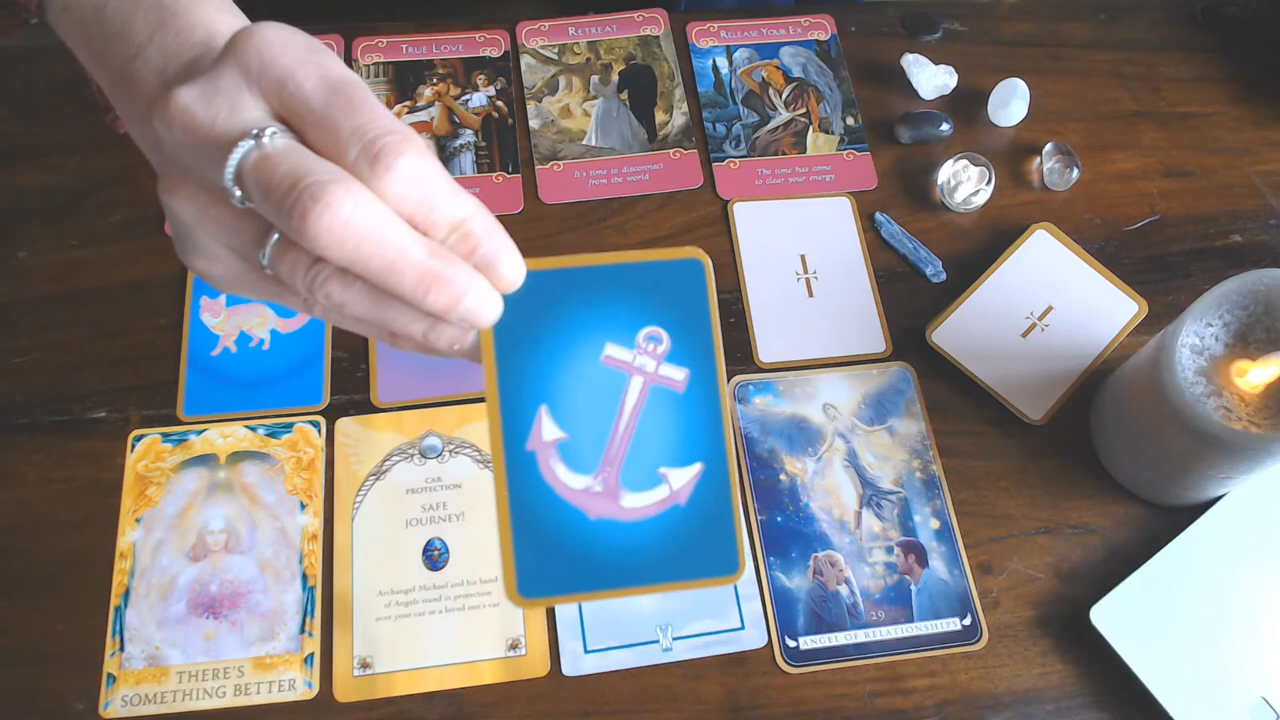 TRUE LOVE
RETREAT
It's time to disconnect
from the world
RELEASE YOUR EX
The time has come
to clear your energy.
THERE'S
SOMETHING BETTER
CAR
PROTECTION
SAFE
JOURNEY!
Archangel Michael and his band
of Angels stand in protection
over your car or a loved one's car
29
ANGEL OF RELATIONSHIPS